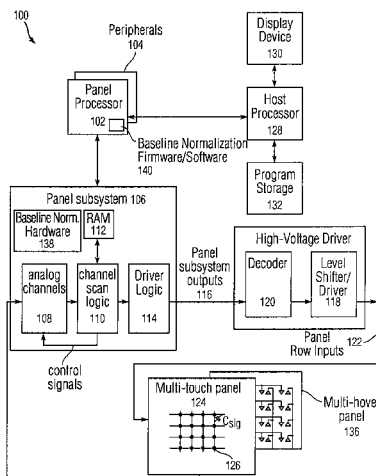 100
Peripherals
104
Panel
Processor
102
Baseline Normalization
Firmware/Software
140
Display
Device
130
Host
Processor
128
Program
Storage
132
Panel subsystem 106
Baseline Norm.
Hardware
138
RAM
112
analog
channels
108
channel
scan
logic
110
Driver
Logic
114
control
signals
Panel
subsystem
outputs
116
High-Voltage Driver
Decoder
120
Level
Shifter/
Driver
118
122
Panel
Row Inputs
Multi-touch panel
124
Csig
126
Multi-hove
panel
136